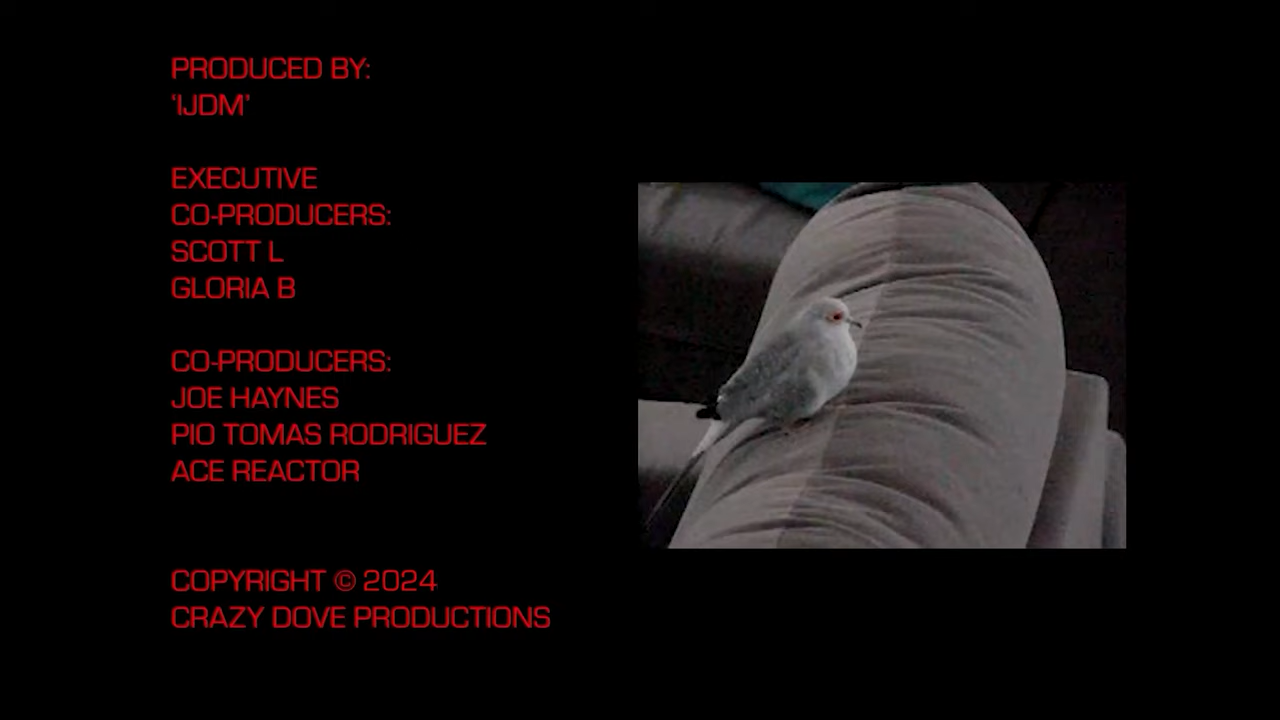 PRODUCED BY:
‘IJDM’
EXECUTIVE
CO-PRODUCERS:
SCOTT L
GLORIA B
CO-PRODUCERS:
JOE HAYNES
PIO TOMAS RODRIGUEZ
ACE REACTOR
COPYRIGHT © 2024
CRAZY DOVE PRODUCTIONS